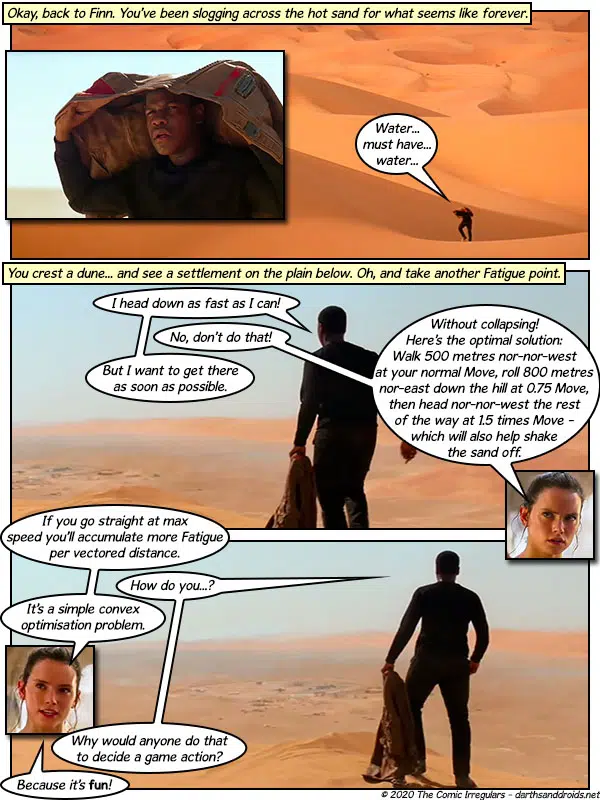 Okay, back to Finn. You've been slogging across the hot sand for what seems like forever.
Water...
must have...
water...
You crest a dune... and see a settlement on the plain below. Oh, and take another Fatigue point.
I head down as fast as I can!
No, don't do that!
But I want to get there
as soon as possible.
Without collapsing!
Here's the optimal solution:
Walk 500 metres nor-nor-west
at your normal Move, roll 800 metres
nor-east down the hill at 0.75 Move,
then head nor-nor-west the rest
of the way at 1.5 times Move –
which will also help shake
the sand off.
If you go straight at max
speed you'll accumulate more Fatigue
per vectored distance.
How do you...?
It's a simple convex
optimisation problem.
Why would anyone do that
to decide a game action?
Because it's fun!
© 2020 The Comic Irregulars - darthsanddroids.net